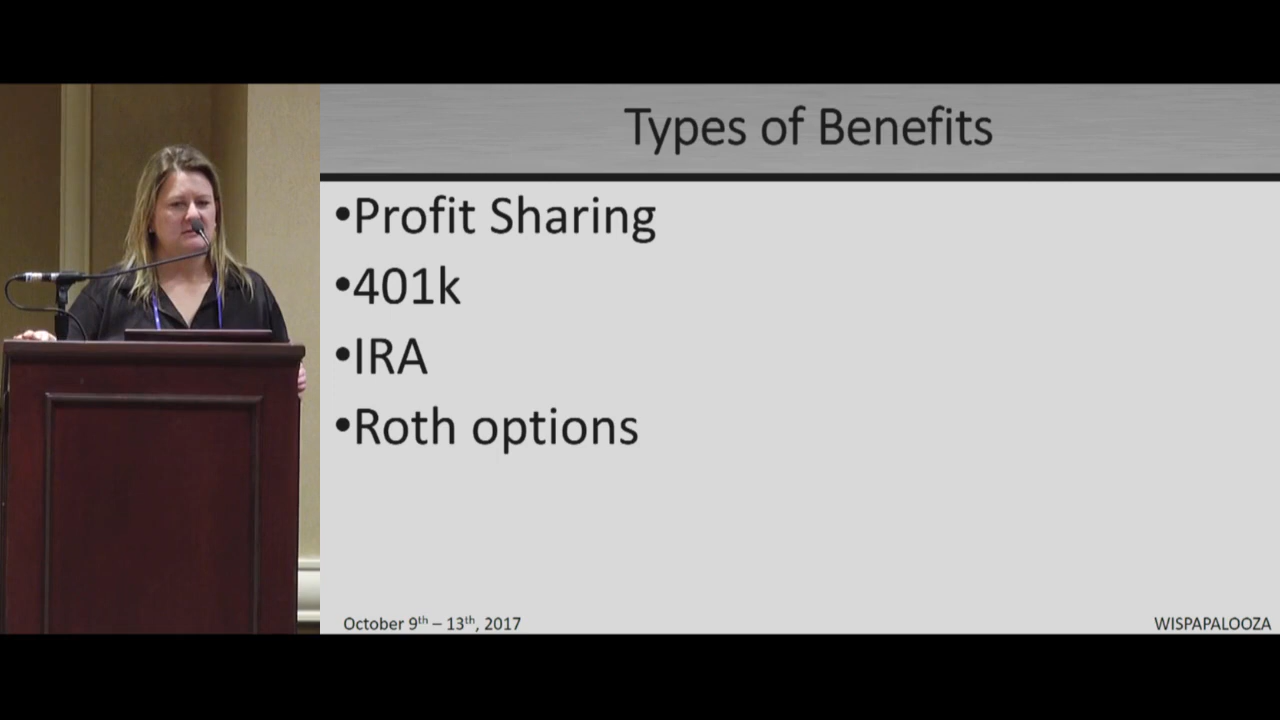 Types of Benefits
•Profit Sharing
•401k
•IRA
•Roth options
October 9th – 13th, 2017
WISPAPALOOZA